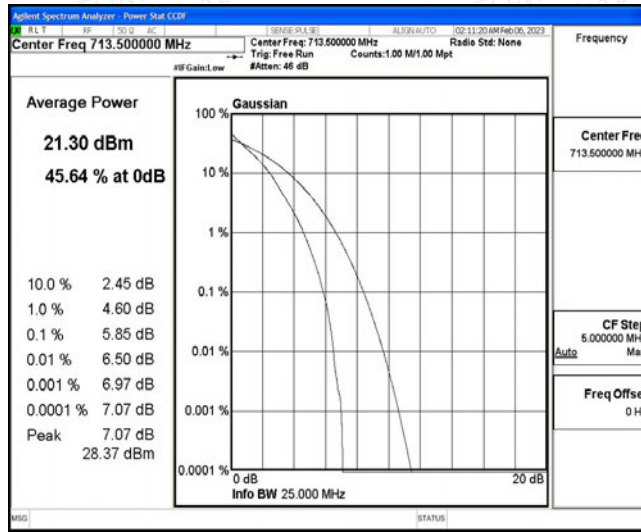 Agilent Spectrum Analyzer - Power Stat CCDF
RLT RF 50 Ω AC SENSE:PULSE ALIGN AUTO 02:11:20 AM Feb 06, 2023
Center Freq 713.500000 MHz
Center Freq: 713.500000 MHz Radio Std: None
Trig: Free Run Counts:1.00 M/1.00 Mpt
#IFGain:Low #Atten: 46 dB
Frequency
Average Power
21.30 dBm
45.64 % at 0dB
10.0 % 2.45 dB
1.0 % 4.60 dB
0.1 % 5.85 dB
0.01 % 6.50 dB
0.001 % 6.97 dB
0.0001 % 7.07 dB
Peak 7.07 dB
28.37 dBm
Gaussian
100 %
10 %
1 %
0.1 %
0.01 %
0.001 %
0.0001 %
0 dB 20 dB
Info BW 25.000 MHz
Center Fre
713.500000 MH
CF Ste
5.000000 MH
Auto Ma
Freq Offse
0 H
MSG STATUS